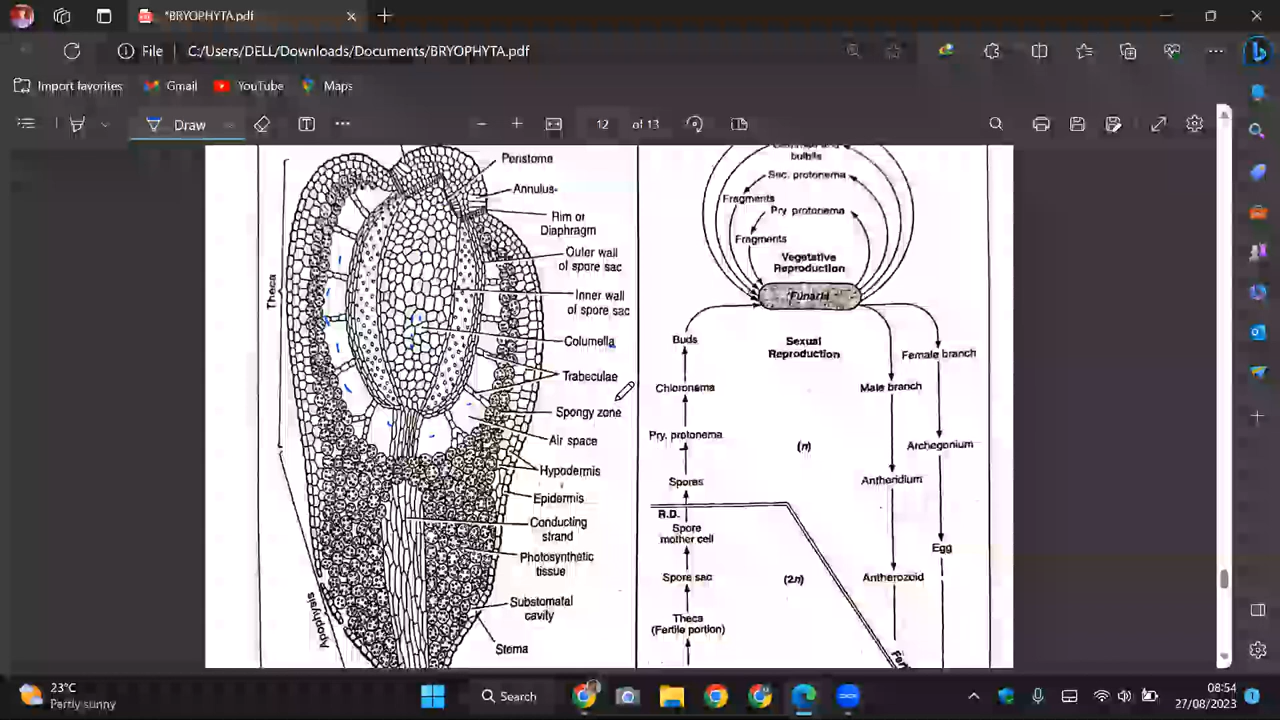 *BRYOPHYTA.pdf
File
C:/Users/DELL/Downloads/Documents/BRYOPHYTA.pdf
Import favorites
Gmail
YouTube
Maps
Draw
12 of 13
Peristome
Annulus
Rim or
Diaphragm
Outer wall
of spore sac
Inner wall
of spore sac
Columella
Trabeculae
Spongy zone
Air space
Hypodermis
Epidermis
Conducting
strand
Photosynthetic
tissue
Substomatal
cavity
Stoma
Theca
Apophysis
bulbils
Sec. protonema
Fragments
Pry protonema
Fragments
Vegetative
Reproduction
Funaria
Sexual
Reproduction
Buds
Chloronema
Pry. protonema
Spores
R.D.
Spore
mother cell
Spore sac
Theca
(Fertile portion)
(n)
(2n)
Female branch
Male branch
Archegonium
Antheridium
Egg
Antherozoid
23°C
Partly sunny
Search
08:54
27/08/2023